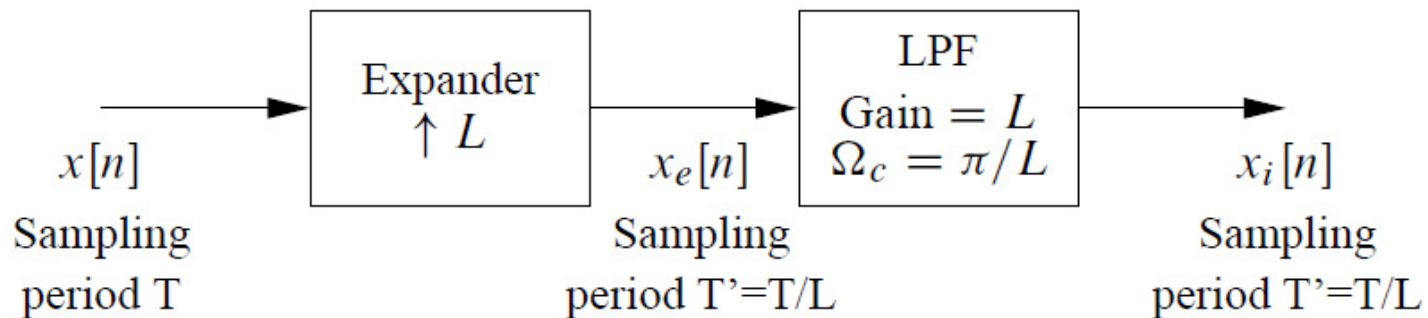 Expander
↑ L
LPF
Gain = L
Ω_c = π/L
x[n]
Sampling
period T
x_e[n]
Sampling
period T’=T/L
x_i[n]
Sampling
period T’=T/L